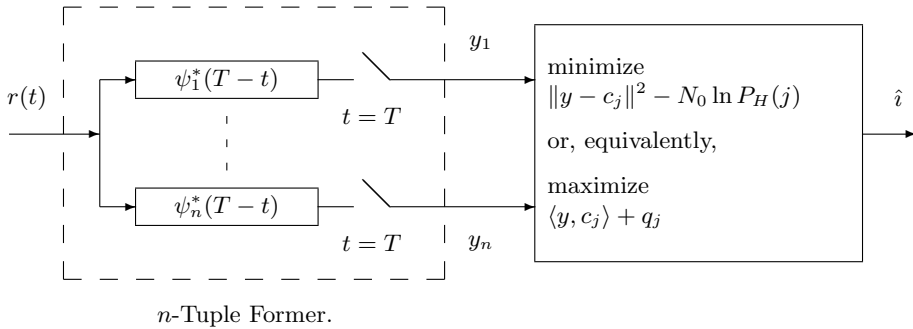 r(t)
ψ₁*(T − t)
t = T
y₁
ψₙ*(T − t)
t = T
yₙ
minimize
‖y − cⱼ‖² − N₀ ln P_H(j)
or, equivalently,
maximize
⟨y, cⱼ⟩ + qⱼ
î
n-Tuple Former.